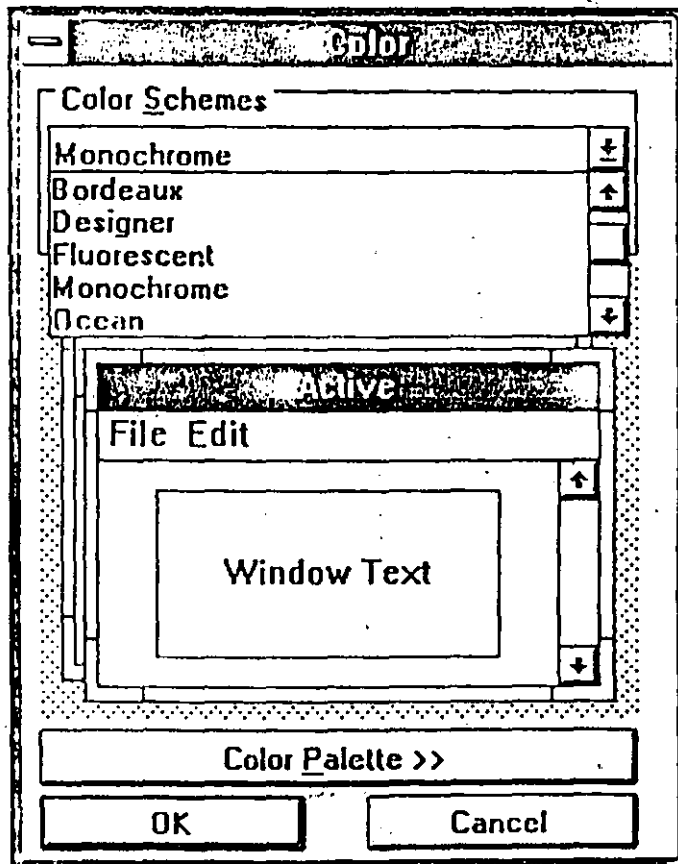 Color
Color Schemes
Monochrome
Bordeaux
Designer
Fluorescent
Monochrome
Ocean
Active
File Edit
Window Text
Color Palette >>
OK
Cancel